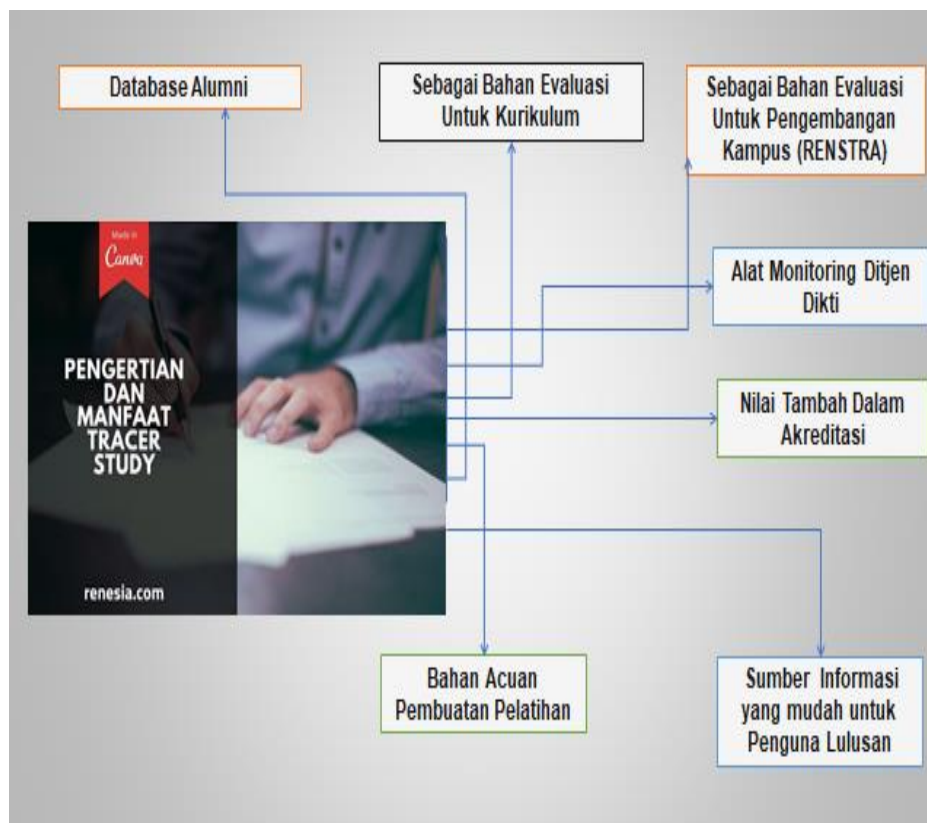 Database Alumni
Sebagai Bahan Evaluasi
Untuk Kurikulum
Sebagai Bahan Evaluasi
Untuk Pengembangan
Kampus (RENSTRA)
Made in
Canva
PENGERTIAN
DAN
MANFAAT
TRACER
STUDY
renesia.com
Alat Monitoring Ditjen
Dikti
Nilai Tambah Dalam
Akreditasi
Bahan Acuan
Pembuatan Pelatihan
Sumber Informasi
yang mudah untuk
Penguna Lulusan